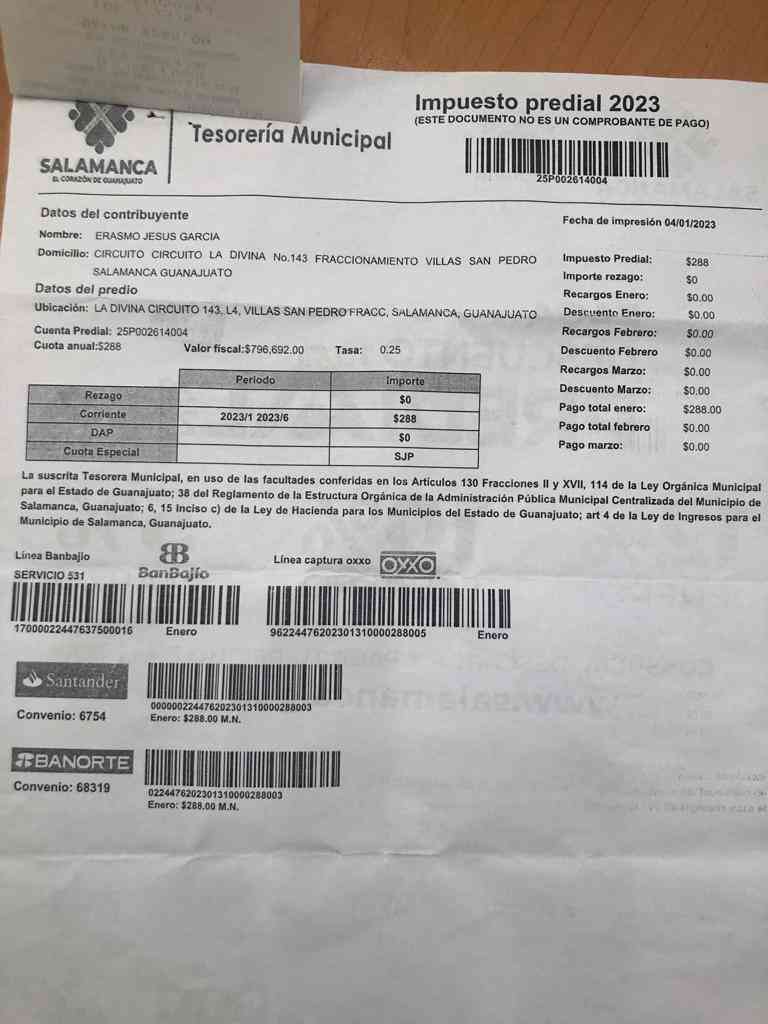 Impuesto predial 2023
(ESTE DOCUMENTO NO ES UN COMPROBANTE DE PAGO)
Tesorería Municipal
SALAMANCA
EL CORAZÓN DE GUANAJUATO
25P002614004
Datos del contribuyente
Fecha de impresión 04/01/2023
Nombre: ERASMO JESUS GARCIA
Domicilio: CIRCUITO CIRCUITO LA DIVINA No.143 FRACCIONAMIENTO VILLAS SAN PEDRO
SALAMANCA GUANAJUATO
Datos del predio
Ubicación: LA DIVINA CIRCUITO 143, L4, VILLAS SAN PEDRO FRACC, SALAMANCA, GUANAJUATO
Cuenta Predial: 25P002614004
Cuota anual:$288 Valor fiscal:$796,692.00 Tasa: 0.25
Impuesto Predial: $288
Importe rezago: $0
Recargos Enero: $0.00
Descuento Enero: $0.00
Recargos Febrero: $0.00
Descuento Febrero $0.00
Recargos Marzo: $0.00
Descuento Marzo: $0.00
Pago total enero: $288.00
Pago total febrero $0.00
Pago marzo: $0.00
Periodo Importe
Rezago $0
Corriente 2023/1 2023/6 $288
DAP $0
Cuota Especial SJP
La suscrita Tesorera Municipal, en uso de las facultades conferidas en los Artículos 130 Fracciones II y XVII, 114 de la Ley Orgánica Municipal
para el Estado de Guanajuato; 38 del Reglamento de la Estructura Orgánica de la Administración Pública Municipal Centralizada del Municipio de
Salamanca, Guanajuato; 6, 15 Inciso c) de la Ley de Hacienda para los Municipios del Estado de Guanajuato; art 4 de la Ley de Ingresos para el
Municipio de Salamanca, Guanajuato.
Línea Banbajio
SERVICIO 531
BanBajío
Línea captura oxxo OXXO
17000022447637500016 Enero
96224476202301310000288005 Enero
Santander
Convenio: 6754
000000224476202301310000288003
Enero: $288.00 M.N.
BANORTE
Convenio: 68319
0224476202301310000288003
Enero: $288.00 M.N.